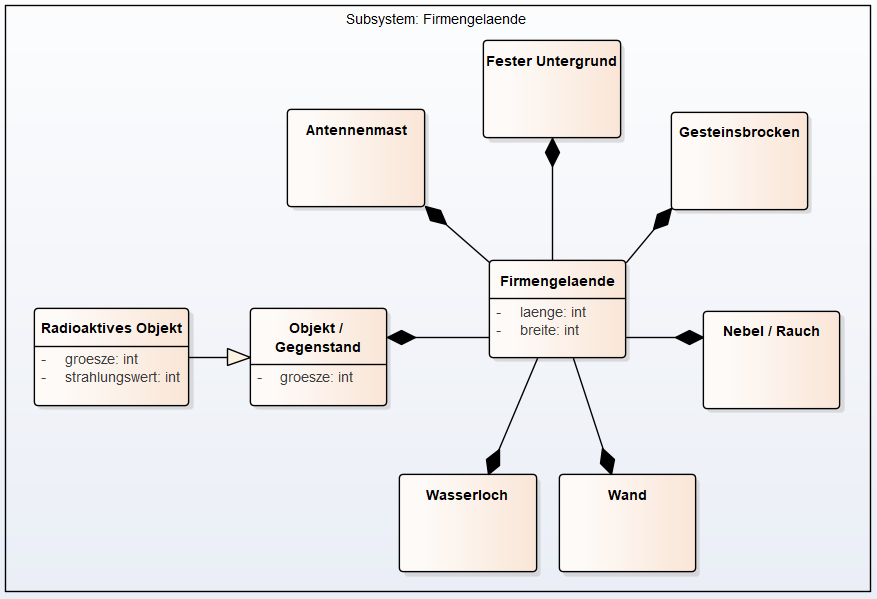 Subsystem: Firmengelaende
Fester Untergrund
Antennenmast
Gesteinsbrocken
Firmengelaende
- laenge: int
- breite: int
Radioaktives Objekt
- groesze: int
- strahlungswert: int
Objekt /
Gegenstand
- groesze: int
Nebel / Rauch
Wasserloch
Wand